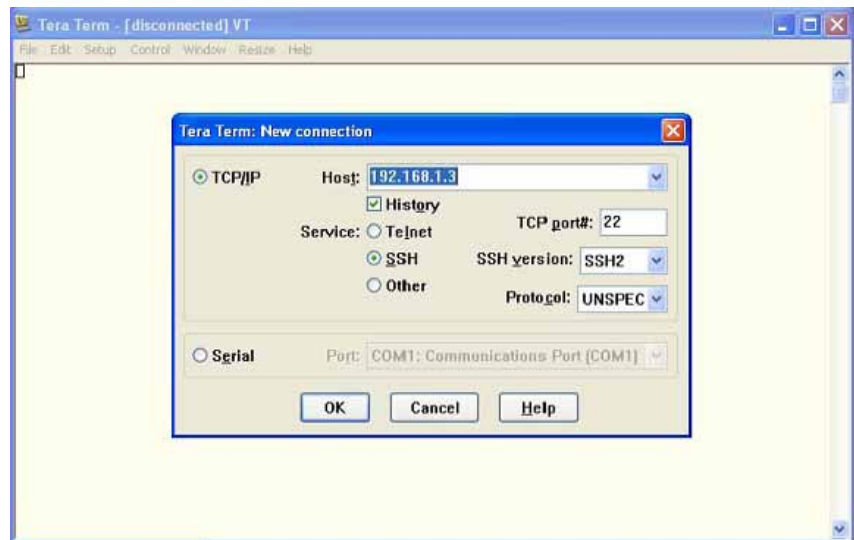 Tera Term - [disconnected] VT
File Edit Setup Control Window Resize Help
Tera Term: New connection
TCP/IP Host: 192.168.1.3
History
Service: Telnet TCP port#: 22
SSH SSH version: SSH2
Other Protocol: UNSPEC
Serial Port: COM1: Communications Port (COM1)
OK Cancel Help